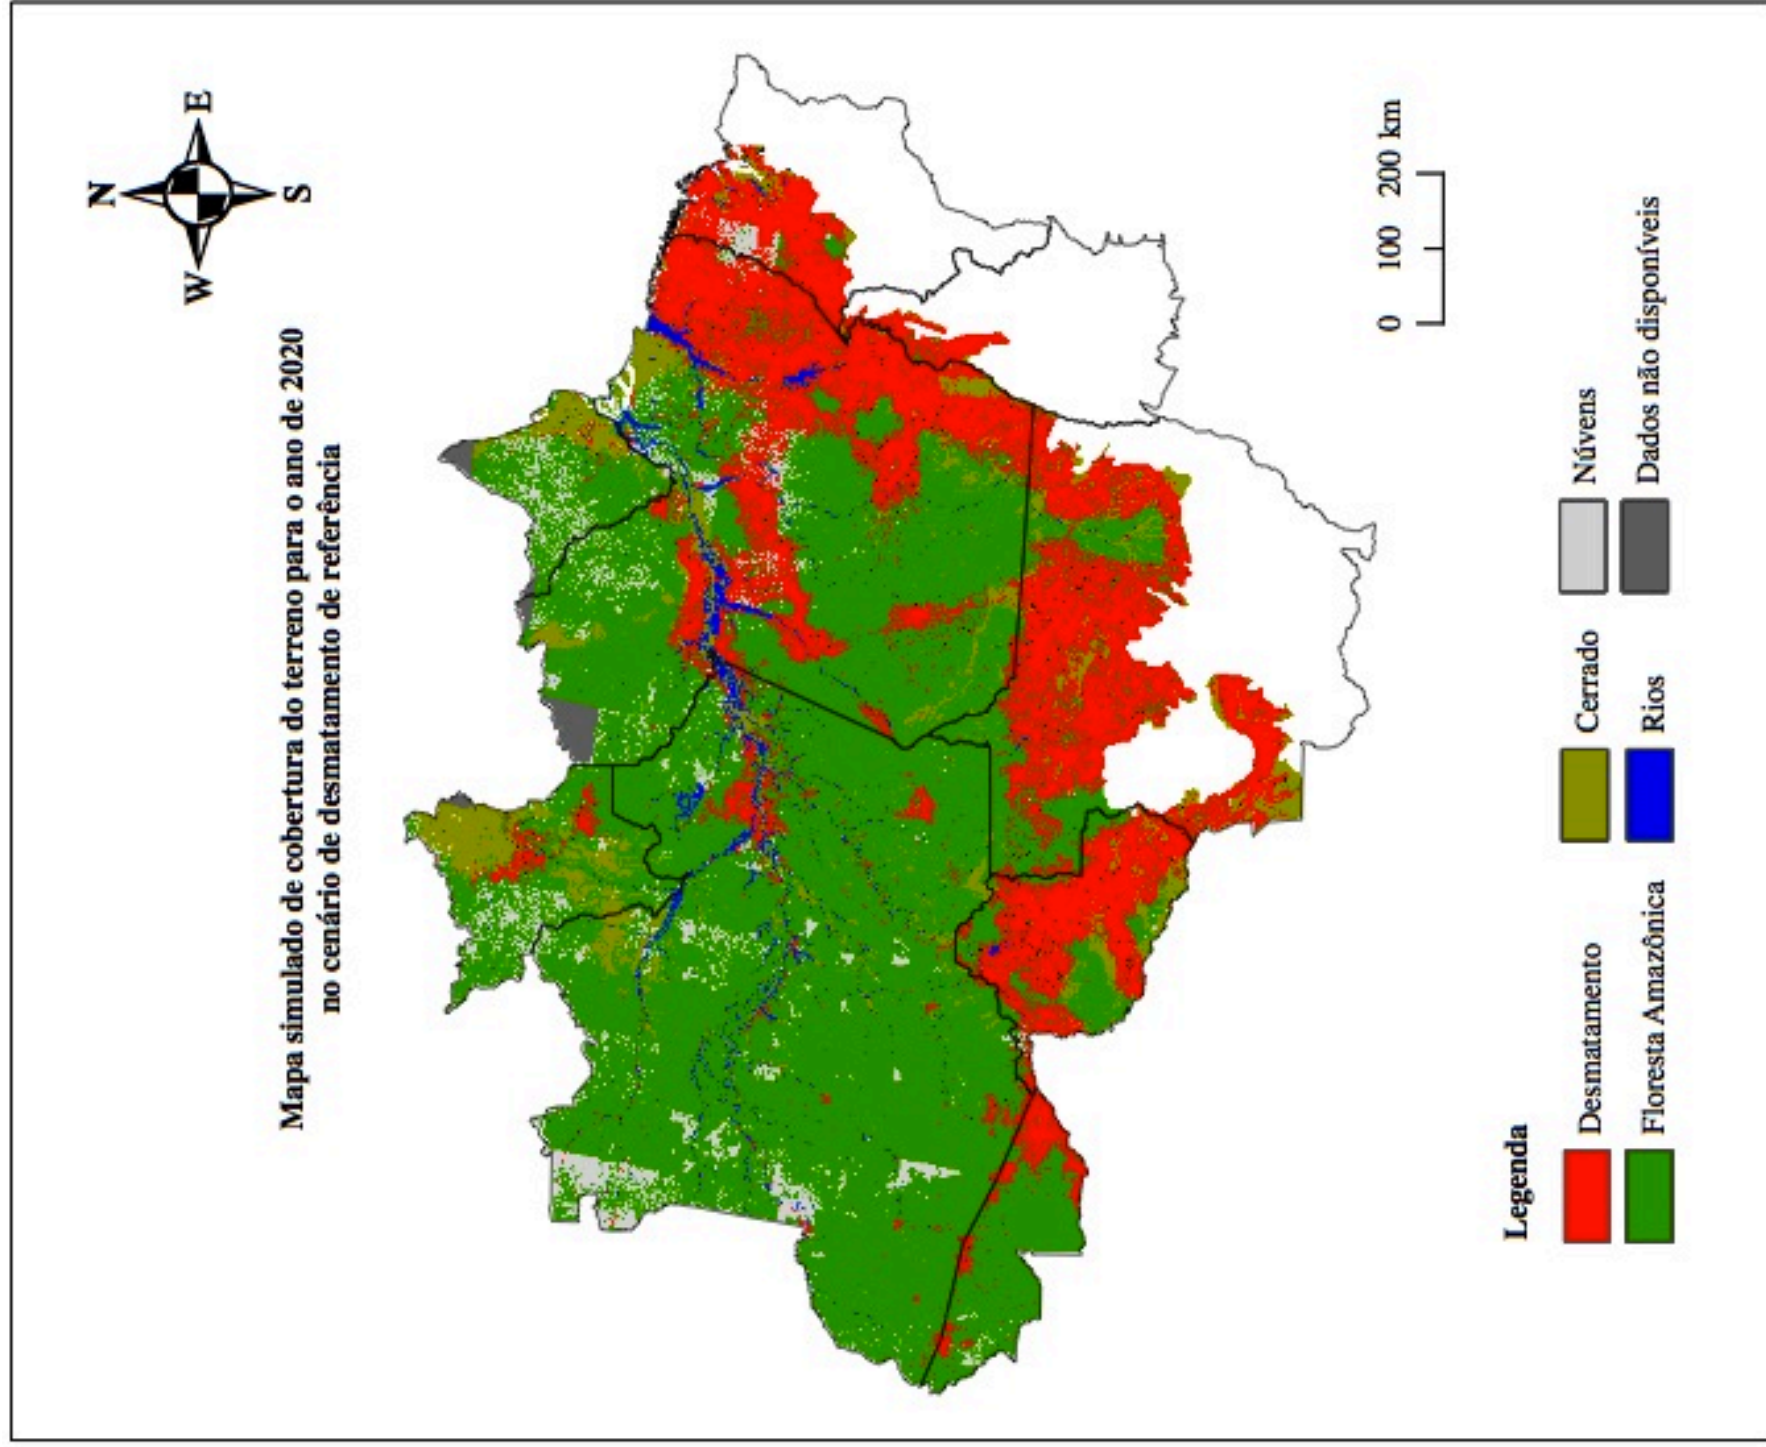 Mapa simulado de cobertura do terreno para o ano de 2020
no cenário de desmatamento de referência
N
W E
S
0 100 200 km
Legenda
Desmatamento Cerrado Núvens
Floresta Amazônica Rios Dados não disponíveis